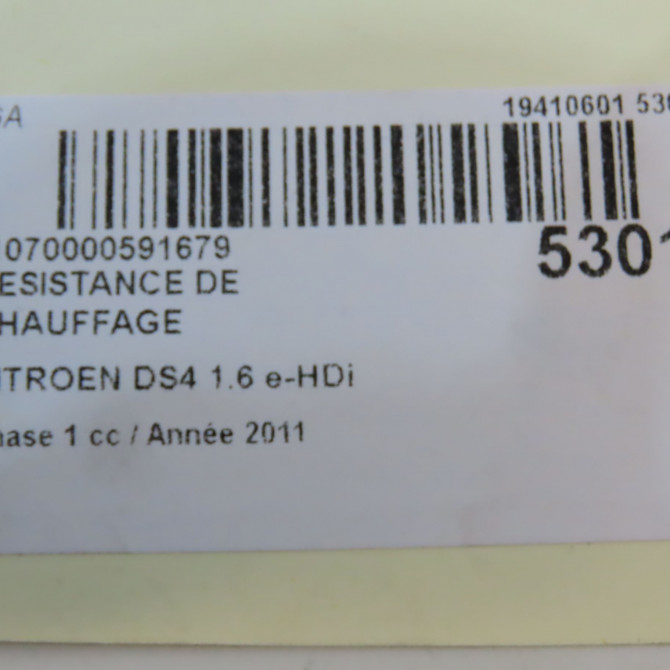 19410601 530
070000591679
5301
ESISTANCE DE
HAUFFAGE
ITROEN DS4 1.6 e-HDi
hase 1 cc / Année 2011